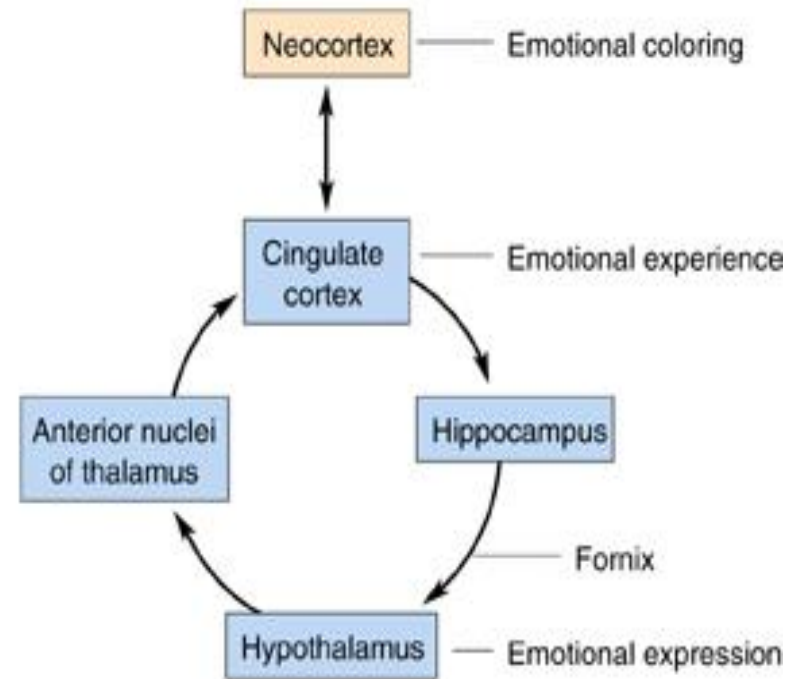 Neocortex
Emotional coloring
Cingulate
cortex
Emotional experience
Anterior nuclei
of thalamus
Hippocampus
Fornix
Hypothalamus
Emotional expression